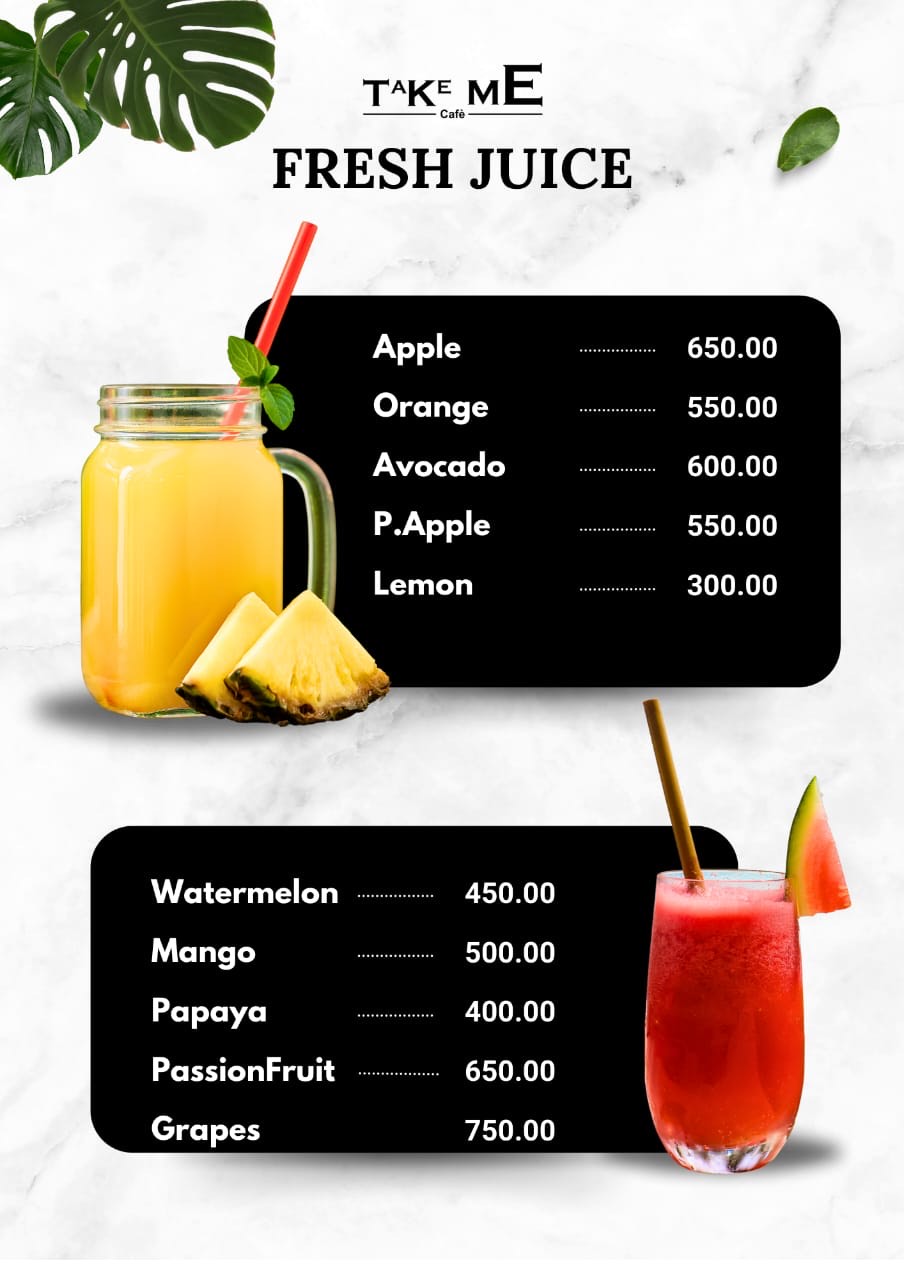 TAKE ME
Cafè
FRESH JUICE
Apple ................. 650.00
Orange ................. 550.00
Avocado ................. 600.00
P.Apple ................. 550.00
Lemon ................. 300.00
Watermelon ................. 450.00
Mango ................. 500.00
Papaya ................. 400.00
PassionFruit ................. 650.00
Grapes 750.00